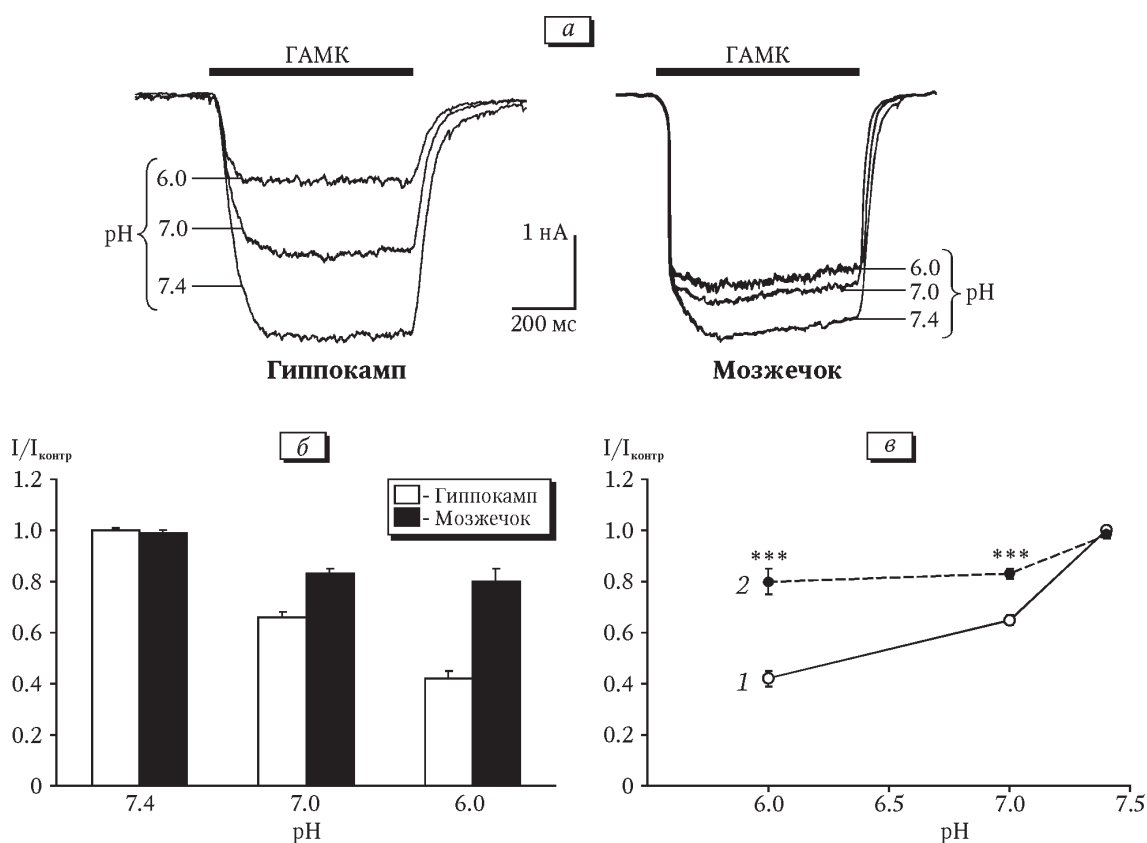 а
ГАМК
ГАМК
6.0
7.0
7.4
pH
1 нА
200 мс
6.0
7.0
7.4
pH
Гиппокамп
Мозжечок
б
I/Iконтр
1.2
1.0
0.8
0.6
0.4
0.2
0
- Гиппокамп
- Мозжечок
7.4
7.0
6.0
pH
в
I/Iконтр
1.2
1.0
0.8
0.6
0.4
0.2
0
***
***
2
1
6.0
6.5
7.0
7.5
pH